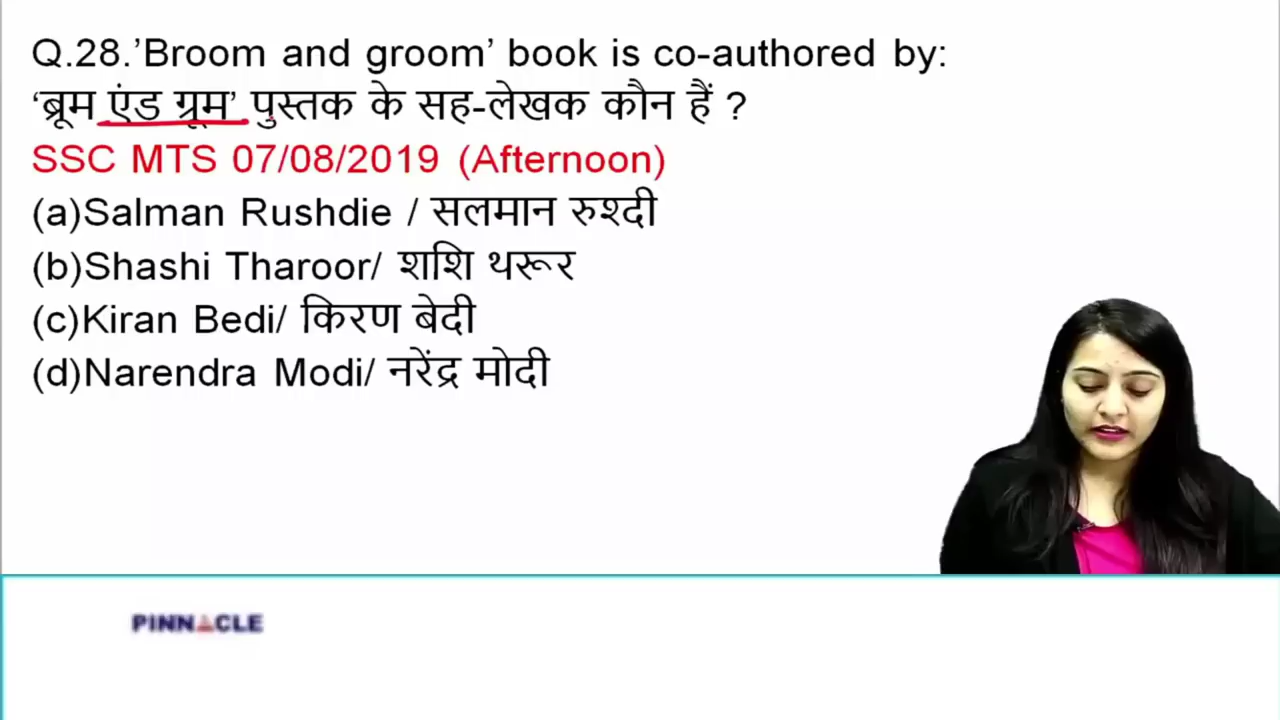 Q.28.’Broom and groom’ book is co-authored by:
‘ब्रूम एंड ग्रूम’ पुस्तक के सह-लेखक कौन हैं ?
SSC MTS 07/08/2019 (Afternoon)
(a)Salman Rushdie / सलमान रुश्दी
(b)Shashi Tharoor/ शशि थरूर
(c)Kiran Bedi/ किरण बेदी
(d)Narendra Modi/ नरेंद्र मोदी
PINNACLE